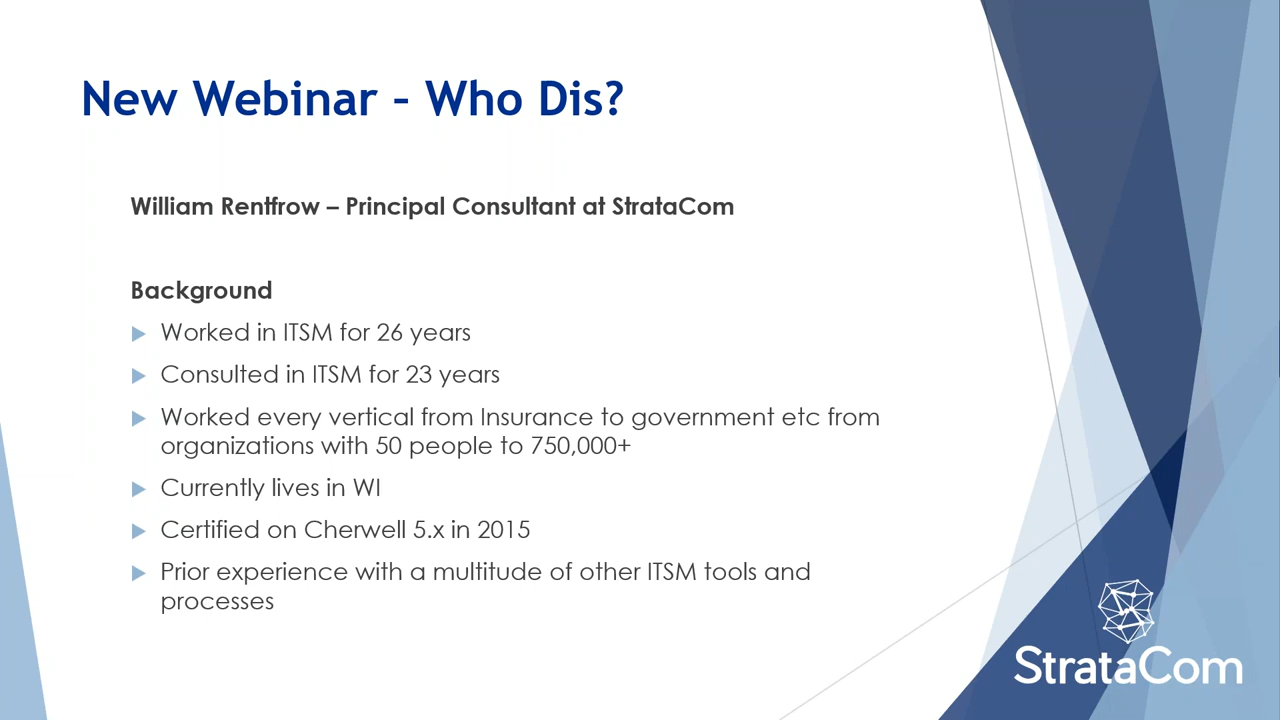 New Webinar - Who Dis?
William Rentfrow – Principal Consultant at StrataCom
Background
Worked in ITSM for 26 years
Consulted in ITSM for 23 years
Worked every vertical from Insurance to government etc from
organizations with 50 people to 750,000+
Currently lives in WI
Certified on Cherwell 5.x in 2015
Prior experience with a multitude of other ITSM tools and
processes
StrataCom